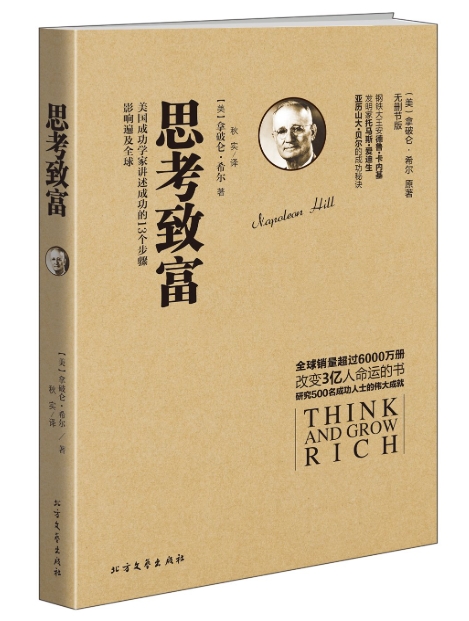 思考致富
[美]拿破仑·希尔/著
秋实/译
北方文艺出版社
[美]拿破仑·希尔 原著
无删节版
钢铁大王安德鲁·卡内基
发明家托马斯·爱迪生
亚历山大·贝尔的成功秘诀
Napoleon Hill
思考致富
秋实 译
[美]拿破仑·希尔 著
美国成功学家讲述成功的13个步骤
影响遍及全球
全球销量超过6000万册
改变3亿人命运的书
研究500名成功人士的伟大成就
THINK
AND GROW
RICH